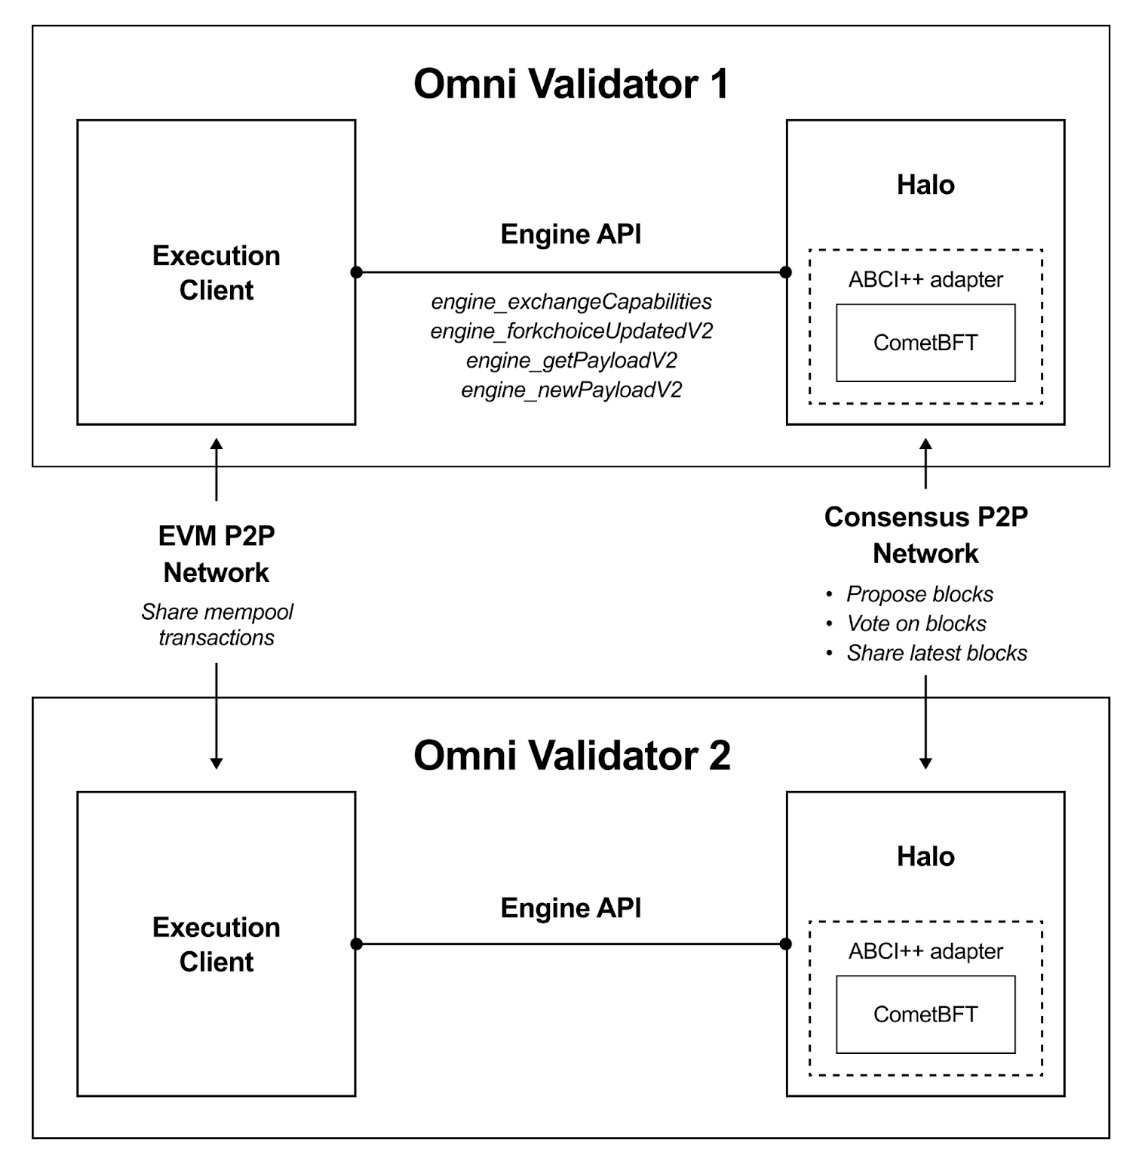 Omni Validator 1
Execution
Client
Engine API
engine_exchangeCapabilities
engine_forkchoiceUpdatedV2
engine_getPayloadV2
engine_newPayloadV2
Halo
ABCI++ adapter
CometBFT
EVM P2P
Network
Share mempool
transactions
Consensus P2P
Network
• Propose blocks
• Vote on blocks
• Share latest blocks
Omni Validator 2
Execution
Client
Engine API
Halo
ABCI++ adapter
CometBFT